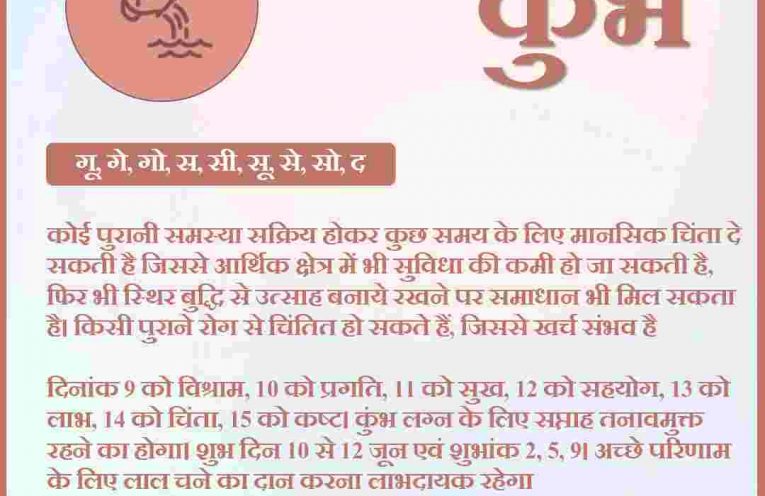 कुंभ
गू, गे, गो, स, सी, सू, से, सो, द
कोई पुरानी समस्या सक्रिय होकर कुछ समय के लिए मानसिक चिंता दे
सकती है जिससे आर्थिक क्षेत्र में भी सुविधा की कमी हो जा सकती है,
फिर भी स्थिर बुद्धि से उत्साह बनाये रखने पर समाधान भी मिल सकता
है। किसी पुराने रोग से चिंतित हो सकते हैं, जिससे खर्च संभव है
दिनांक 9 को विश्राम, 10 को प्रगति, 11 को सुख, 12 को सहयोग, 13 को
लाभ, 14 को चिंता, 15 को कष्ट। कुंभ लग्न के लिए सप्ताह तनावमुक्त
रहने का होगा। शुभ दिन 10 से 12 जून एवं शुभांक 2, 5, 9। अच्छे परिणाम
के लिए लाल चने का दान करना लाभदायक रहेगा